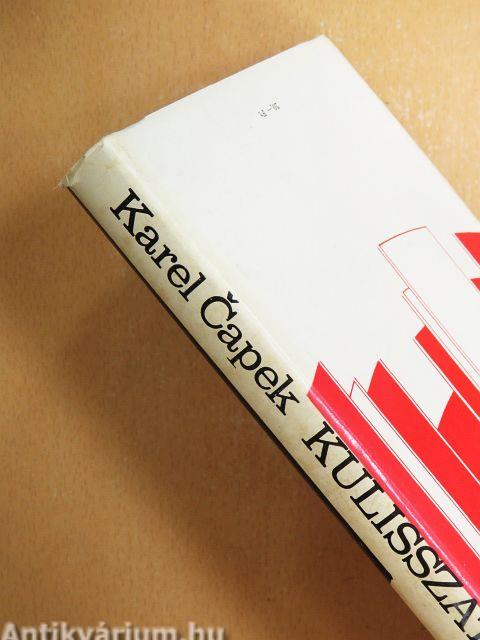 Karel Čapek KULISSZA
Antikvárium.hu